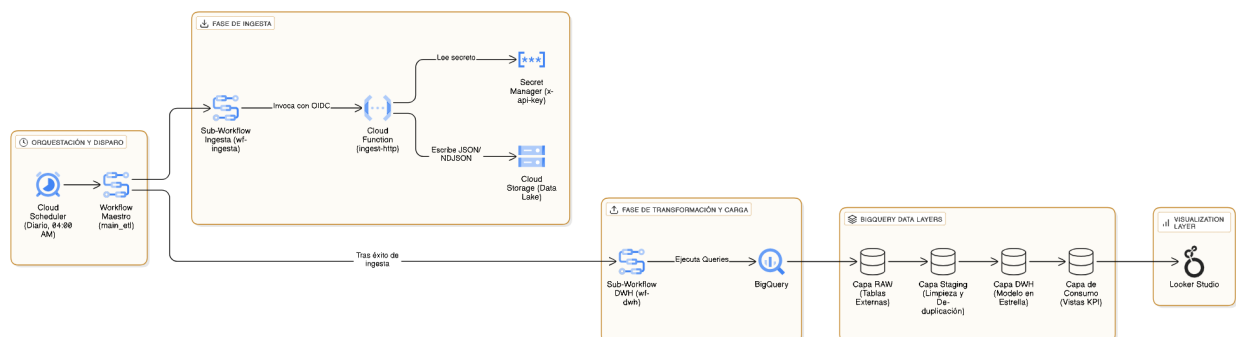 FASE DE INGESTA
Lee secreto
Secret
Manager (x-
api-key)
Invoca con OIDC
Sub-Workflow
Ingesta (wf-
ingesta)
Cloud
Function
(ingest-http)
Escribe JSON/
NDJSON
Cloud
Storage (Data
Lake)
ORQUESTACIÓN Y DISPARO
Cloud
Scheduler
(Diario, 04:00
AM)
Workflow
Maestro
(main_etl)
Tras éxito de
ingesta
FASE DE TRANSFORMACIÓN Y CARGA
Sub-Workflow
DWH (wf-
dwh)
Ejecuta Queries
BigQuery
BIGQUERY DATA LAYERS
Capa RAW
(Tablas
Externas)
Capa Staging
(Limpieza y
De-
duplicación)
Capa DWH
(Modelo en
Estrella)
Capa de
Consumo
(Vistas KPI)
VISUALIZATION
LAYER
Looker Studio